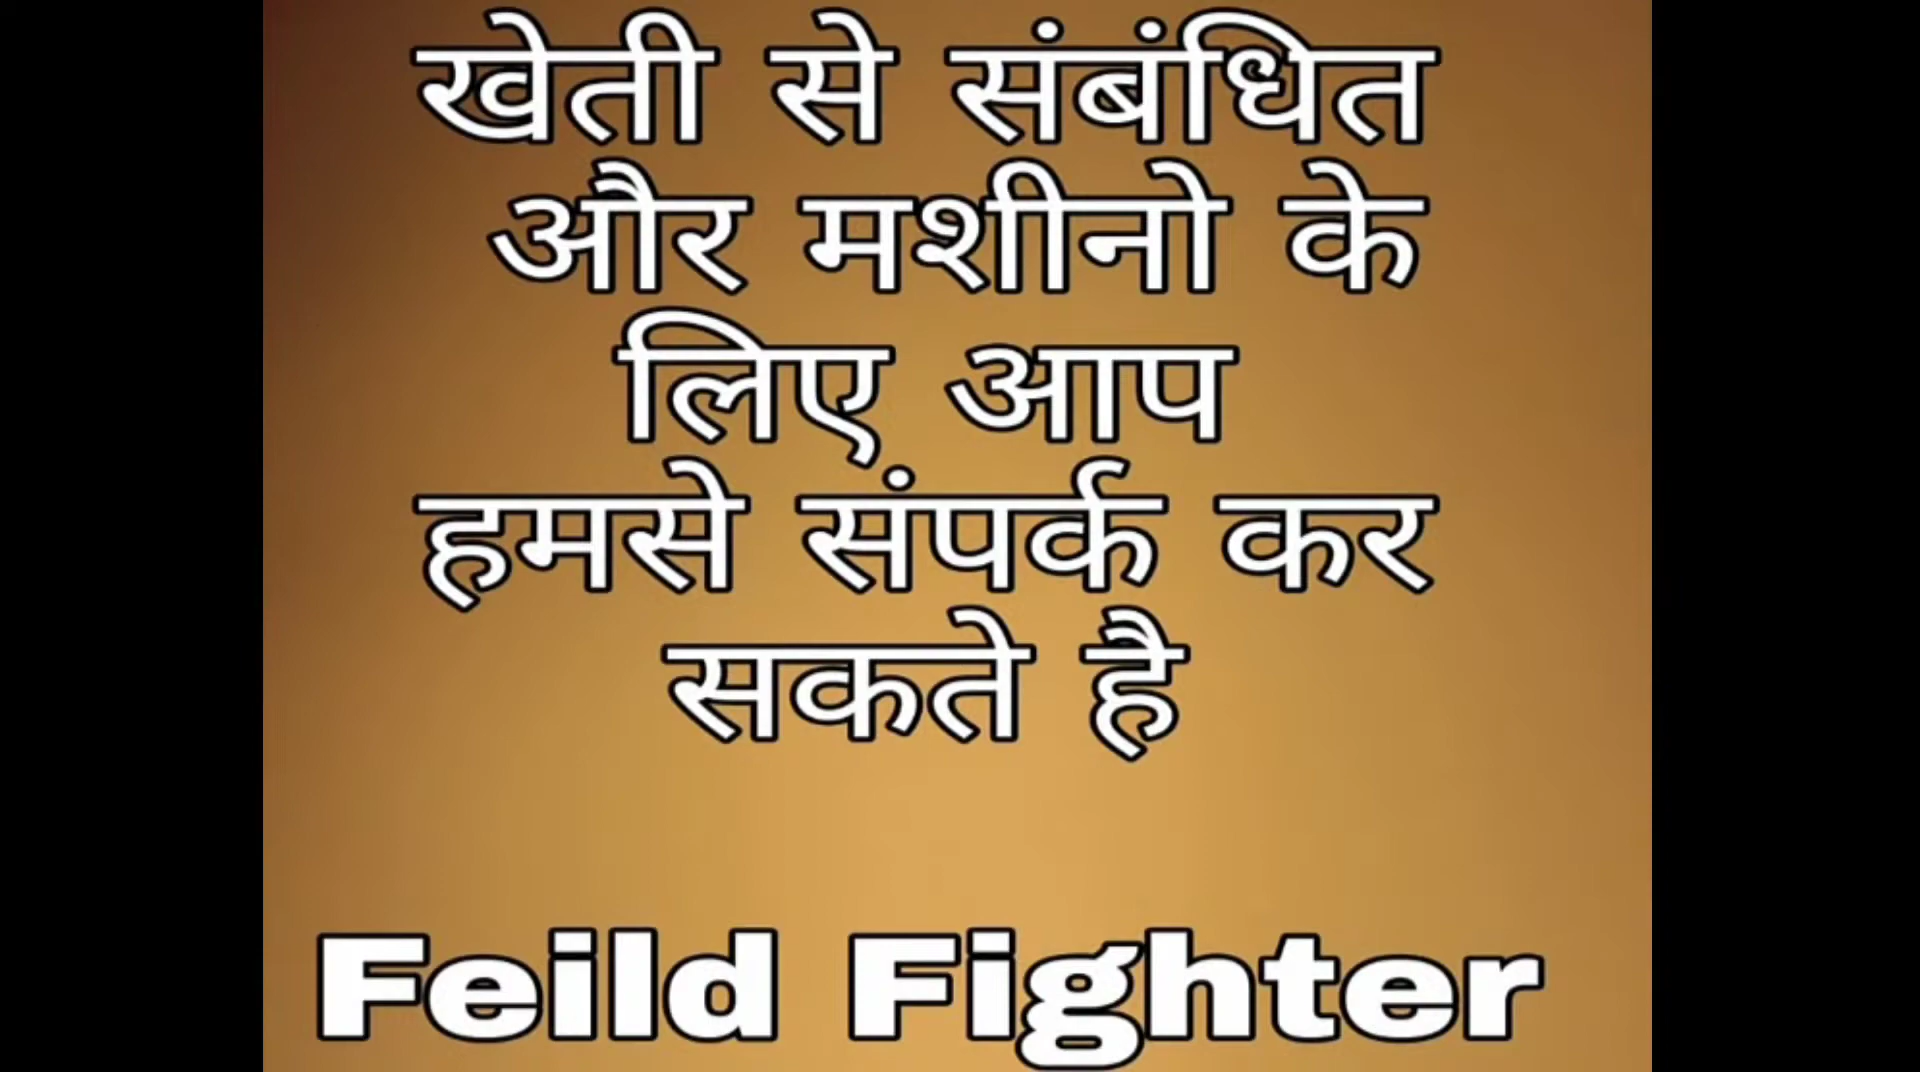 खेती से संबंधित
और मशीनो के
लिए आप
हमसे संपर्क कर
सकते है
Feild Fighter